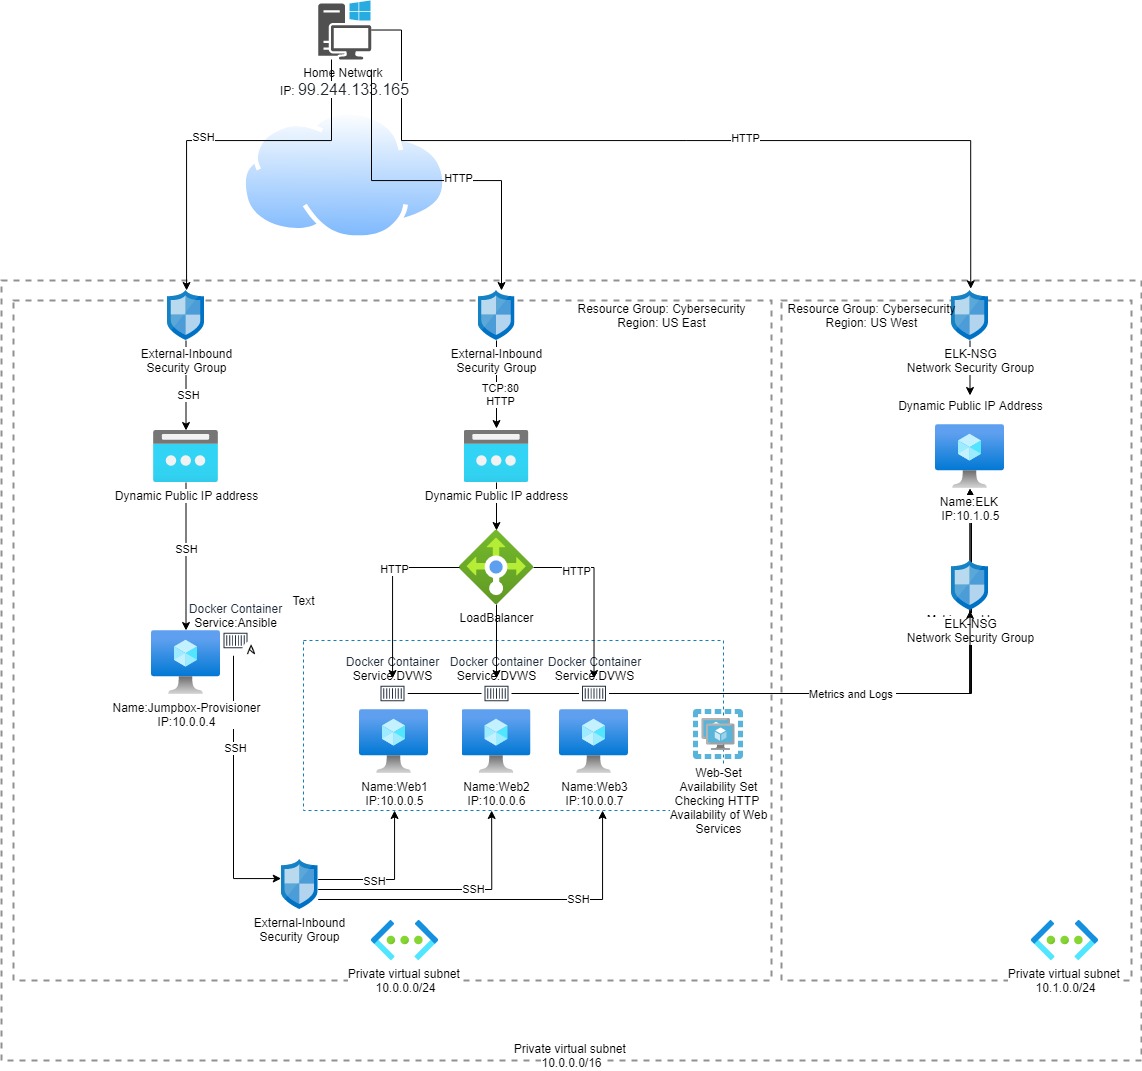 Home Network
IP: 99.244.133.165
SSH
HTTP
HTTP
Resource Group: Cybersecurity
Region: US East
Resource Group: Cybersecurity
Region: US West
External-Inbound
Security Group
External-Inbound
Security Group
ELK-NSG
Network Security Group
SSH
TCP:80
HTTP
Dynamic Public IP Address
Dynamic Public IP address
Dynamic Public IP address
Name:ELK
IP:10.1.0.5
SSH
HTTP
HTTP
LoadBalancer
Text
Docker Container
Service:Ansible
A
ELK-NSG
Network Security Group
Docker Container
Service:DVWS
Docker Container
Service:DVWS
Docker Container
Service:DVWS
Metrics and Logs
Name:Jumpbox-Provisioner
IP:10.0.0.4
SSH
Name:Web1
IP:10.0.0.5
Name:Web2
IP:10.0.0.6
Name:Web3
IP:10.0.0.7
Web-Set
Availability Set
Checking HTTP
Availability of Web
Services
SSH
SSH
SSH
External-Inbound
Security Group
Private virtual subnet
10.0.0.0/24
Private virtual subnet
10.1.0.0/24
Private virtual subnet
10.0.0.0/16